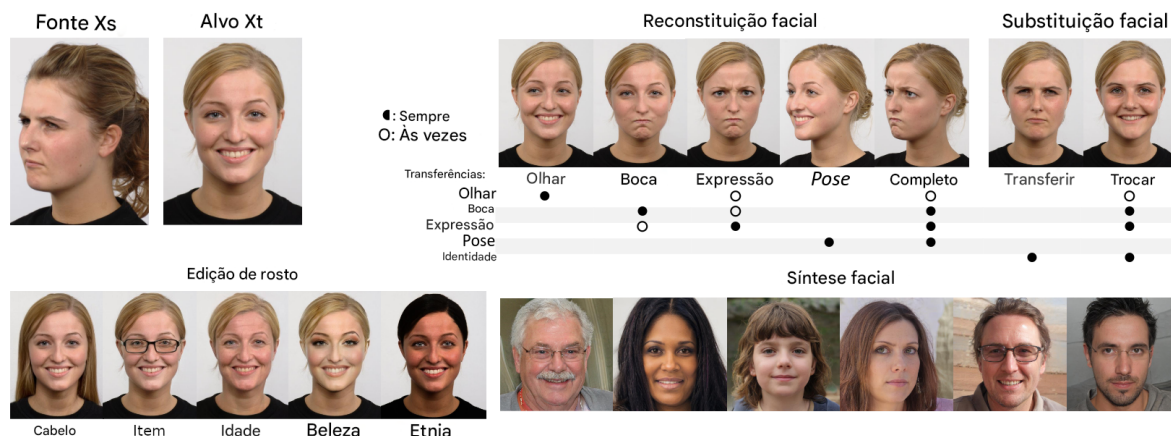 Fonte Xs
Alvo Xt
Reconstituição facial
Substituição facial
: Sempre
O: Às vezes
Transferências:
Olhar
Boca
Expressão
Pose
Completo
Transferir
Trocar
Olhar
Boca
Expressão
Pose
Identidade
Edição de rosto
Síntese facial
Cabelo
Item
Idade
Beleza
Etnia